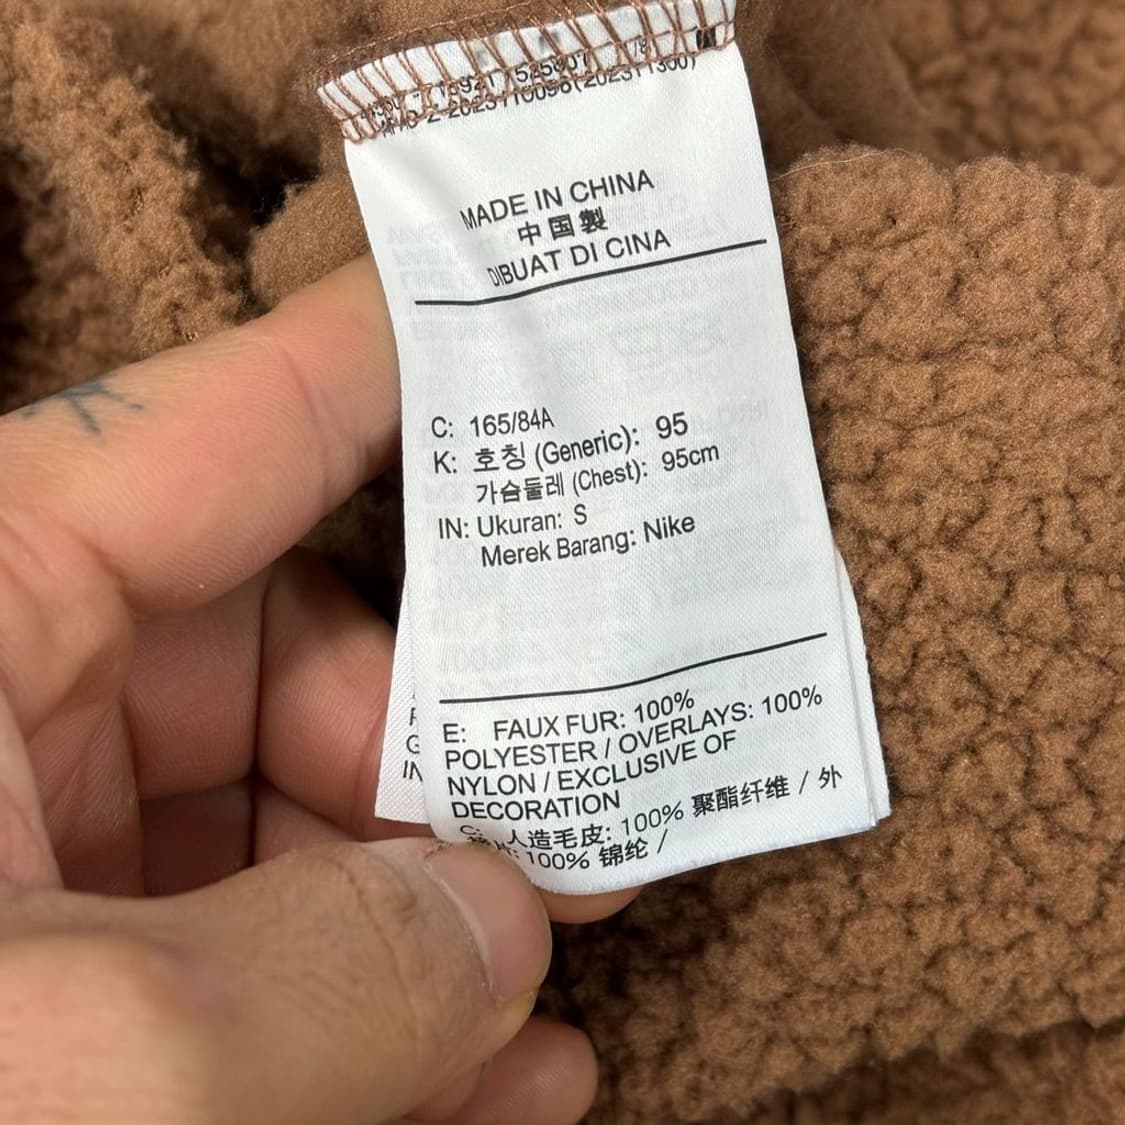 MADE IN CHINA
中国製
DIBUAT DI CINA
C: 165/84A
K: 호칭 (Generic): 95
가슴둘레 (Chest): 95cm
IN: Ukuran: S
Merek Barang: Nike
E: FAUX FUR: 100%
POLYESTER / OVERLAYS: 100%
NYLON / EXCLUSIVE OF
DECORATION
C: 人造毛皮: 100% 聚酯纤维 / 外
100% 锦纶 /
G
IN